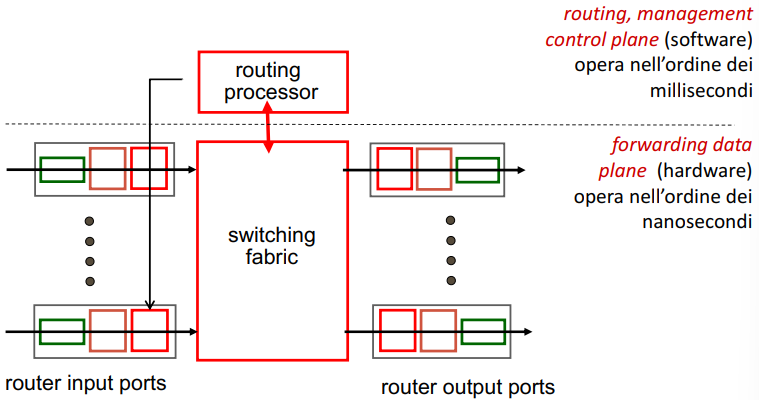 routing, management
control plane (software)
opera nell'ordine dei
millisecondi
routing
processor
forwarding data
plane (hardware)
opera nell'ordine dei
nanosecondi
switching
fabric
router input ports
router output ports